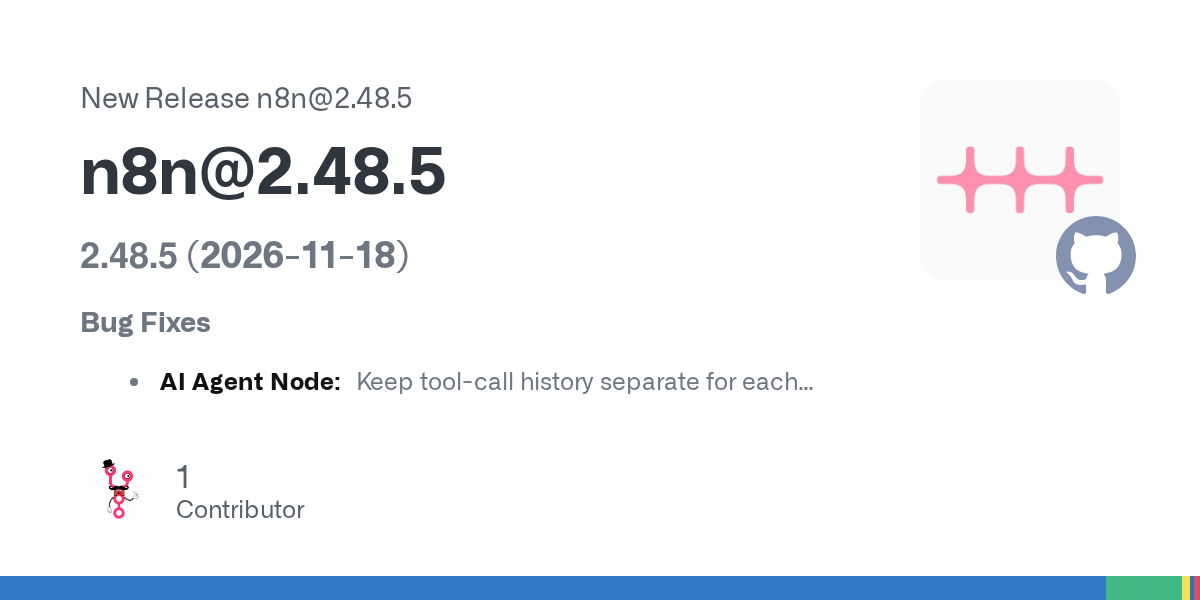 New Release n8n@2.48.5
n8n@2.48.5
2.48.5 (2026-11-18)
Bug Fixes
• AI Agent Node: Keep tool-call history separate for each...
1
Contributor